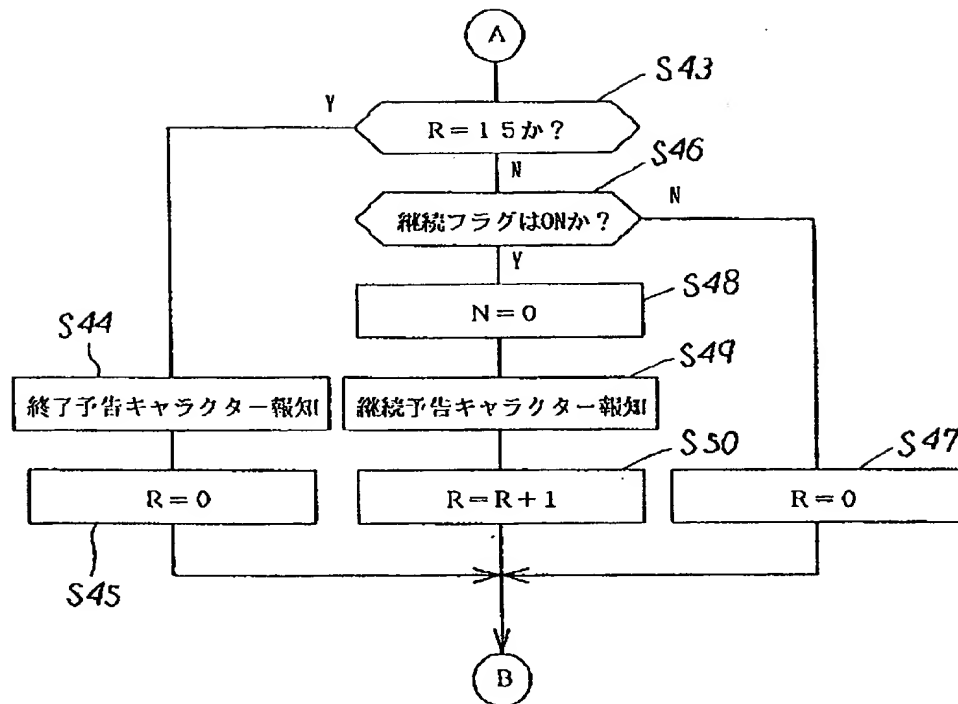 A
S43
Y
R=15か?
N
S46
N
継続フラグはONか?
Y
S48
N=0
S44
S49
終了予告キャラクター報知
継続予告キャラクター報知
S50
S47
R=0
R=R+1
R=0
S45
B